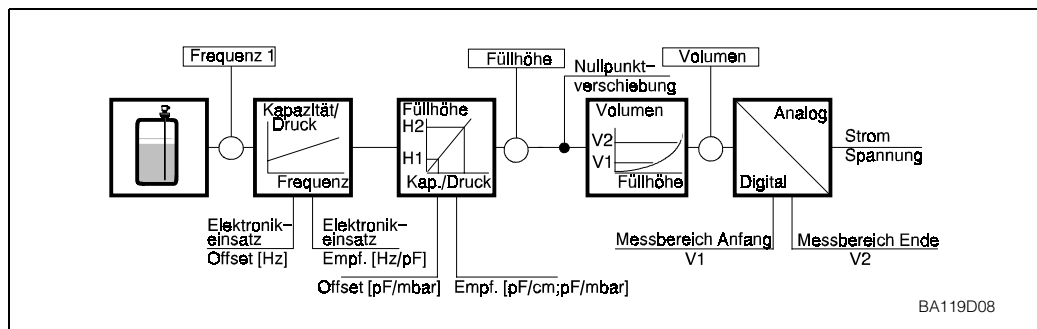 Frequenz 1
Füllhöhe
Volumen
Nullpunkt–
verschiebung
Kapazität/
Druck
Frequenz
Füllhöhe
H2
H1
Kap./Druck
Volumen
V2
V1
Füllhöhe
Analog
Digital
Strom
Spannung
Elektronik–
einsatz
Offset [Hz]
Elektronik–
einsatz
Empf. [Hz/pF]
Offset [pF/mbar]
Empf. [pF/cm;pF/mbar]
Messbereich Anfang
V1
Messbereich Ende
V2
BA119D08